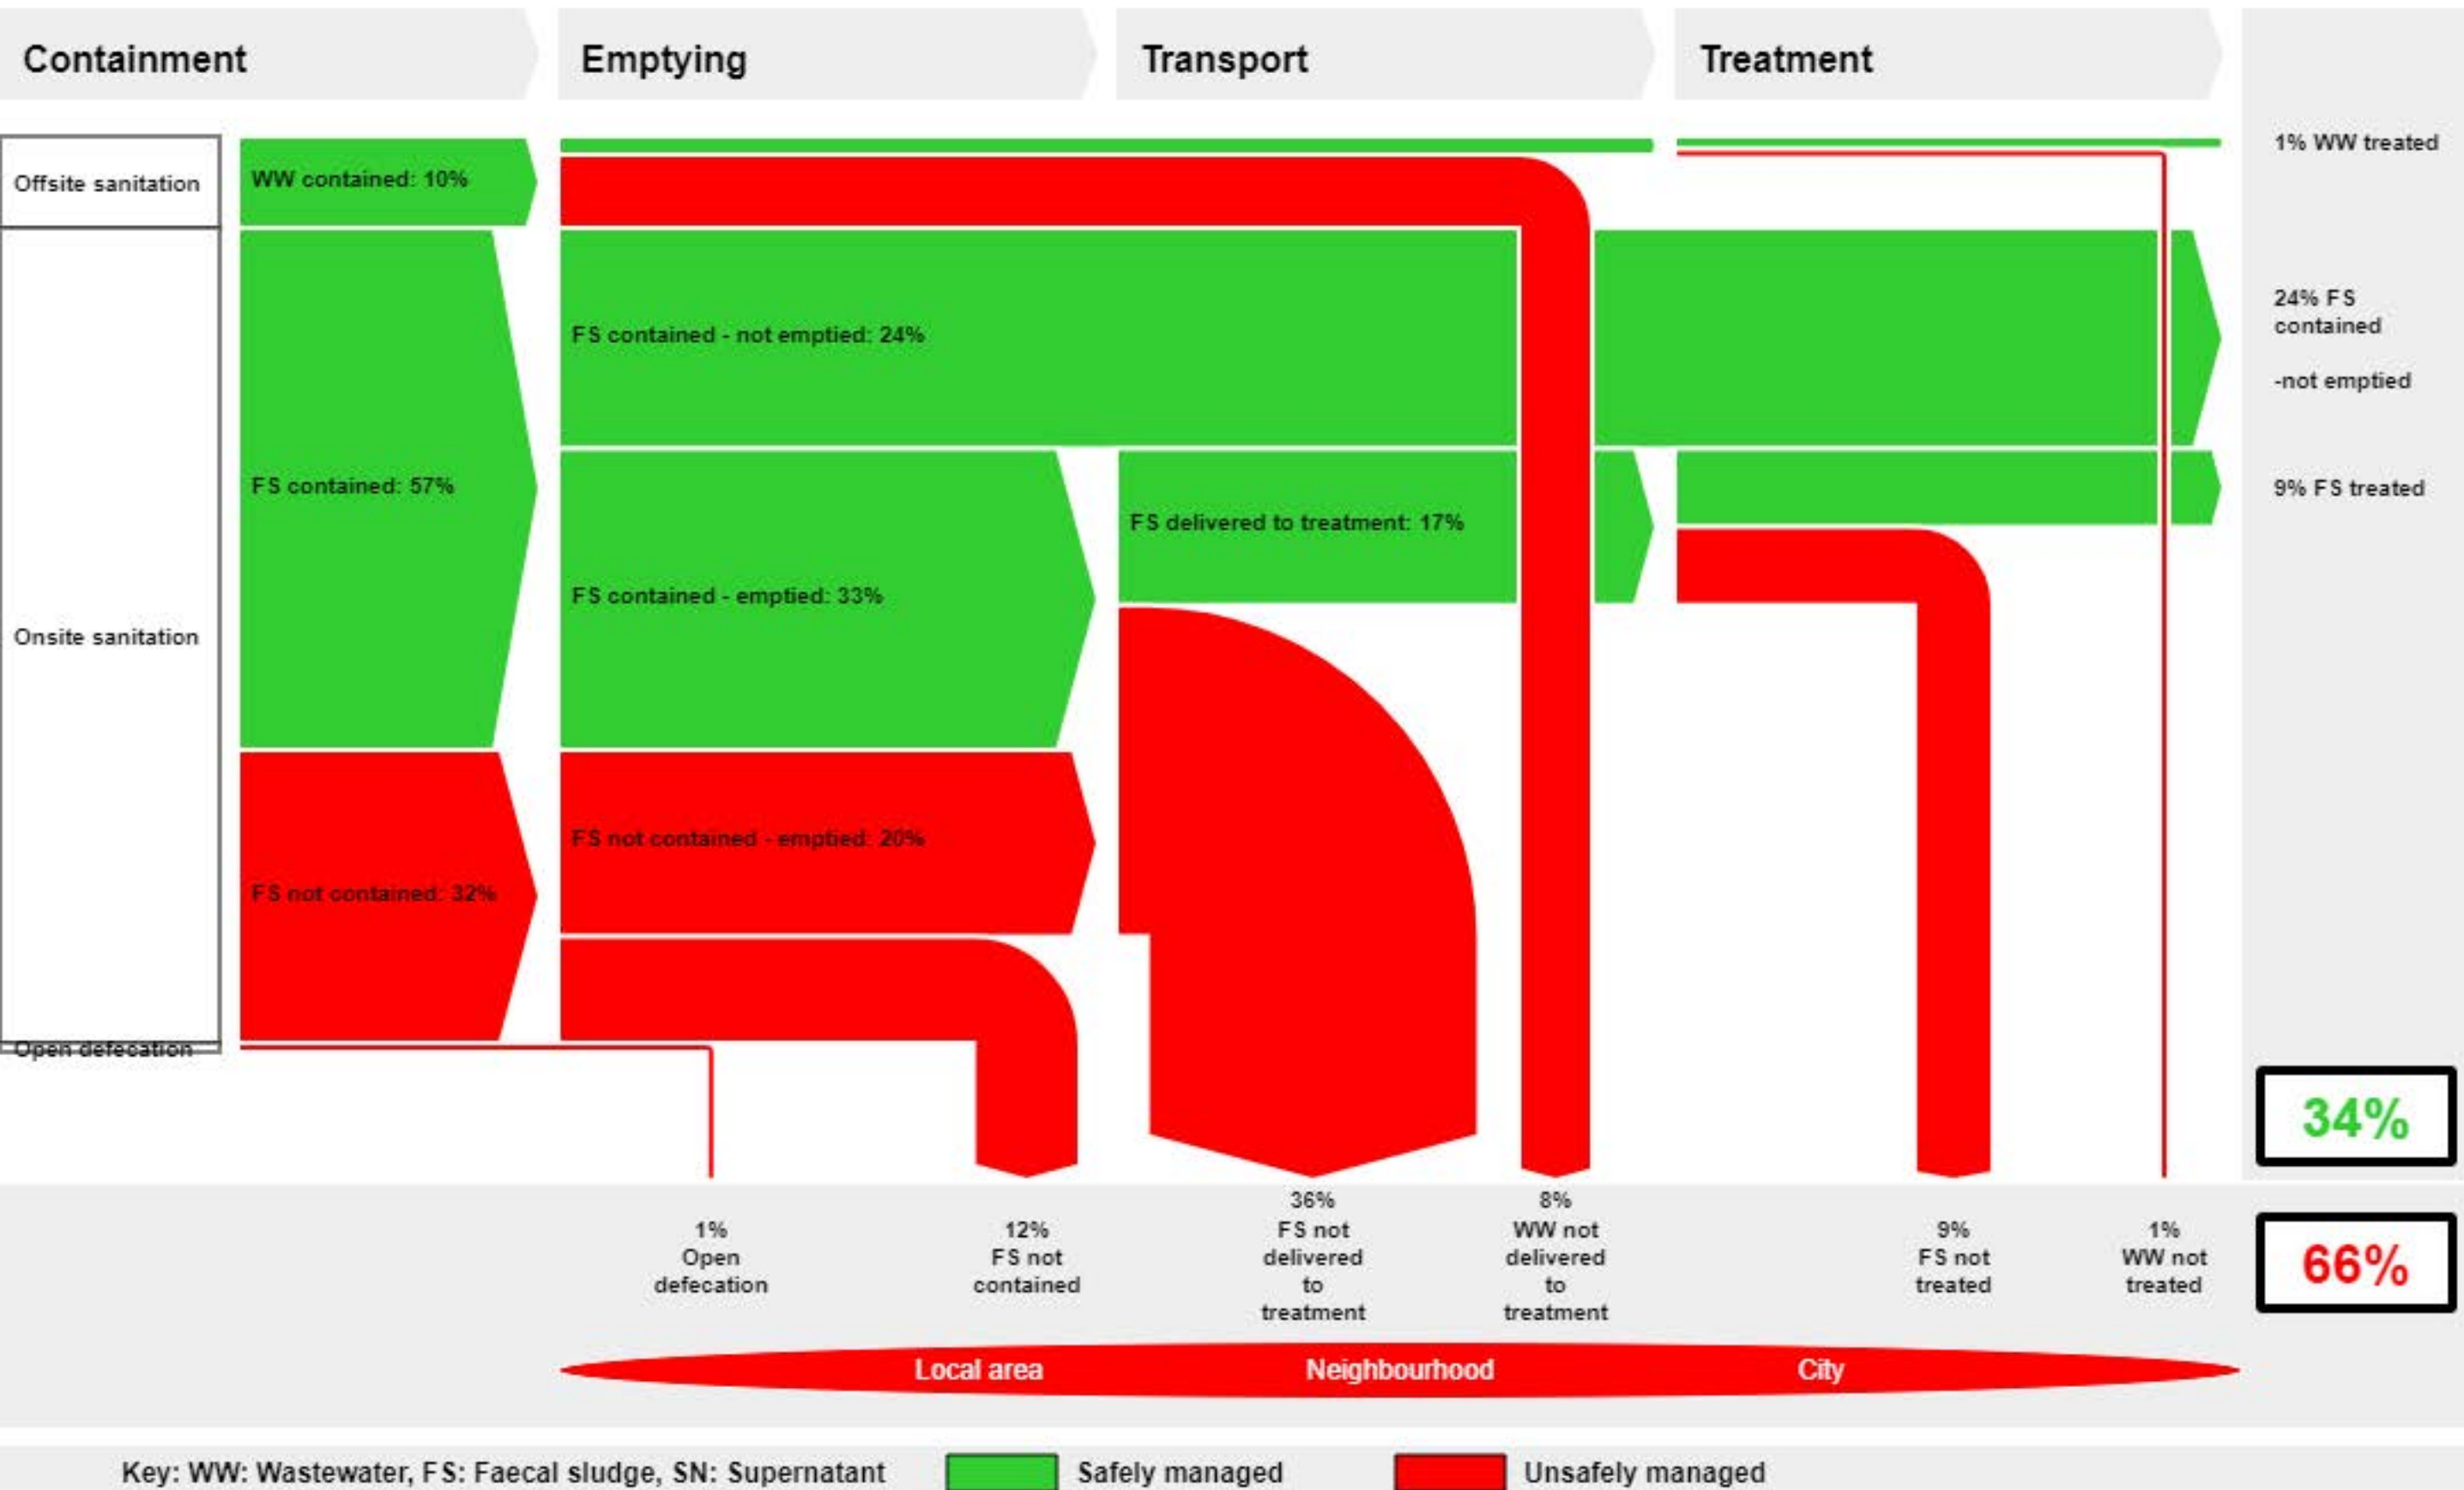 Containment
Emptying
Transport
Treatment
Offsite sanitation
WW contained: 10%
1% WW treated
FS contained - not emptied: 24%
24% FS
contained
-not emptied
Onsite sanitation
FS contained: 57%
FS contained - emptied: 33%
FS delivered to treatment: 17%
9% FS treated
FS not contained: 32%
FS not contained - emptied: 20%
Open defecation
34%
1%
Open
defecation
12%
FS not
contained
36%
FS not
delivered
to
treatment
8%
WW not
delivered
to
treatment
9%
FS not
treated
1%
WW not
treated
66%
Local area
Neighbourhood
City
Key: WW: Wastewater, FS: Faecal sludge, SN: Supernatant
Safely managed
Unsafely managed